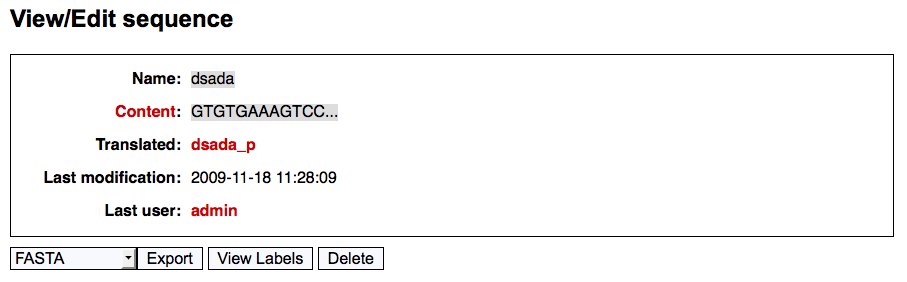 View/Edit sequence
Name: dsada
Content: GTGTGAAAGTCC...
Translated: dsada_p
Last modification: 2009-11-18 11:28:09
Last user: admin
FASTA Export View Labels Delete